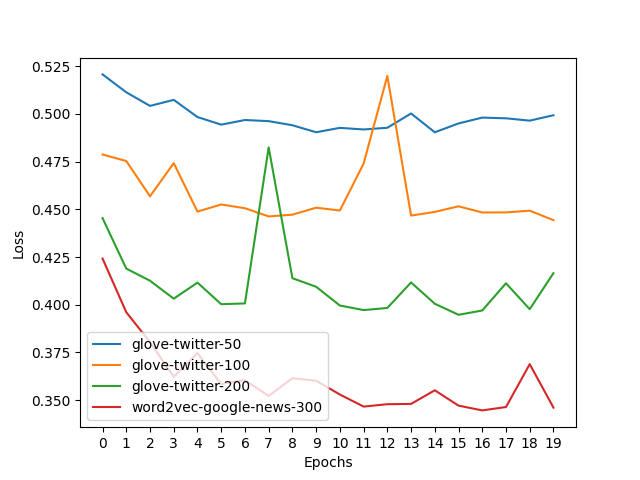 0.525
0.500
0.475
0.450
0.425
0.400
0.375
0.350
Loss
glove-twitter-50
glove-twitter-100
glove-twitter-200
word2vec-google-news-300
0 1 2 3 4 5 6 7 8 9 10 11 12 13 14 15 16 17 18 19
Epochs